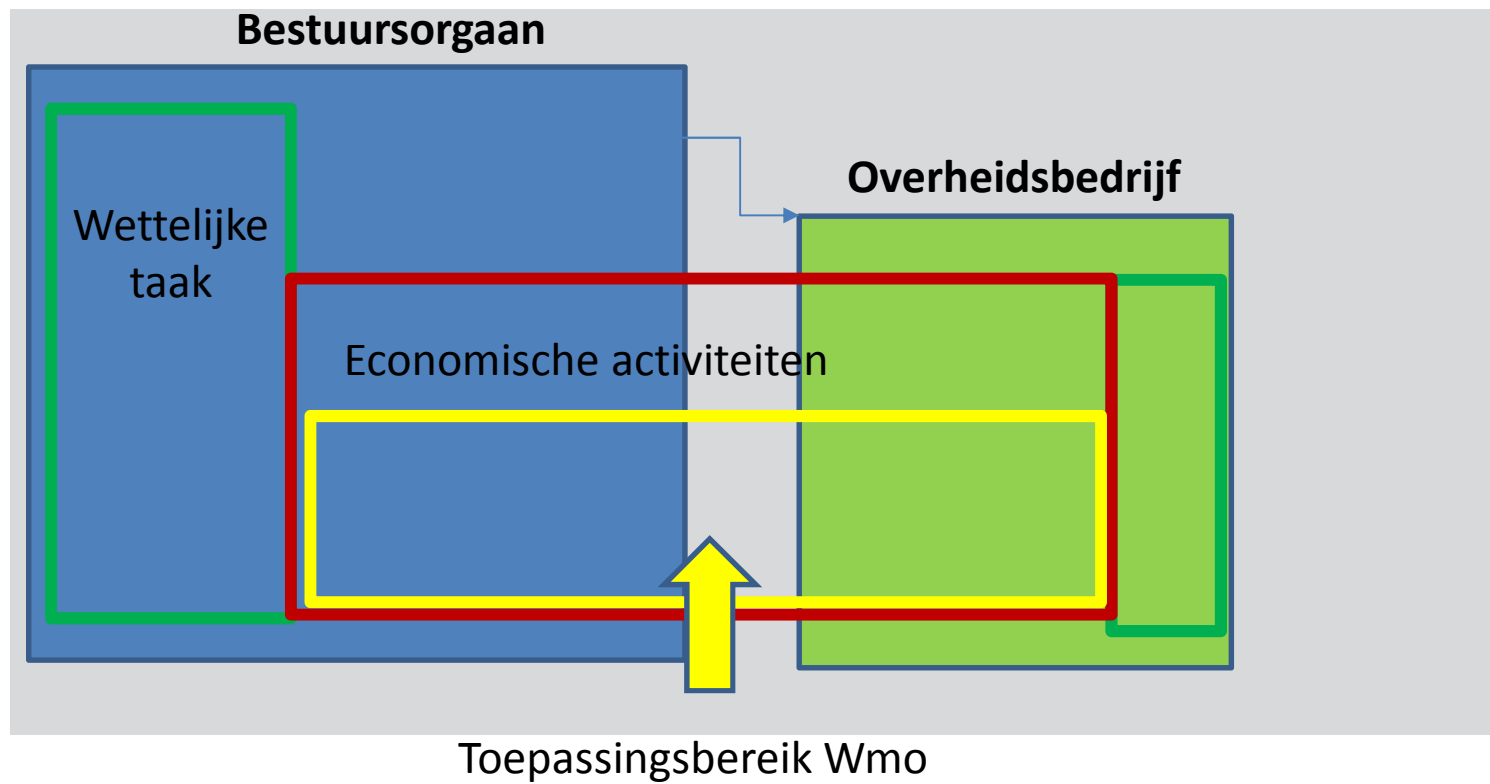 Bestuursorgaan
Overheidsbedrijf
Wettelijke
taak
Economische activiteiten
Toepassingsbereik Wmo